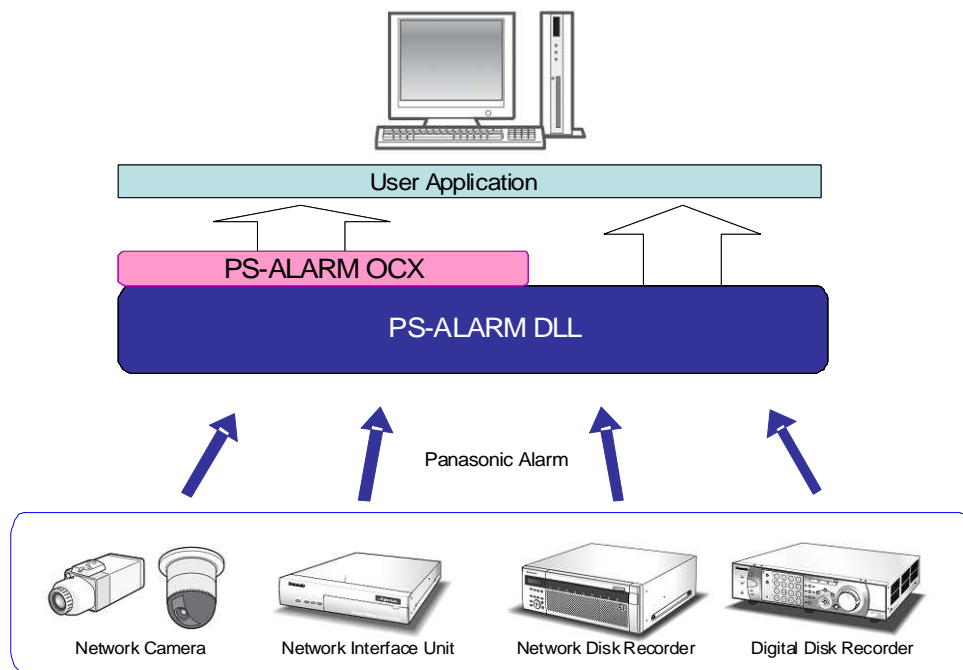 User Application
PS-ALARM OCX
PS-ALARM DLL
Panasonic Alarm
Network Camera
Network Interface Unit
Network Disk Recorder
Digital Disk Recorder